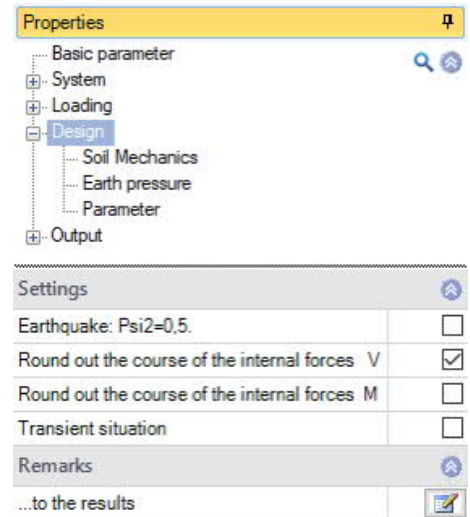 Properties
Basic parameter
System
Loading
Design
Soil Mechanics
Earth pressure
Parameter
Output
Settings
Earthquake: Psi2=0,5.
Round out the course of the internal forces V
Round out the course of the internal forces M
Transient situation
Remarks
...to the results